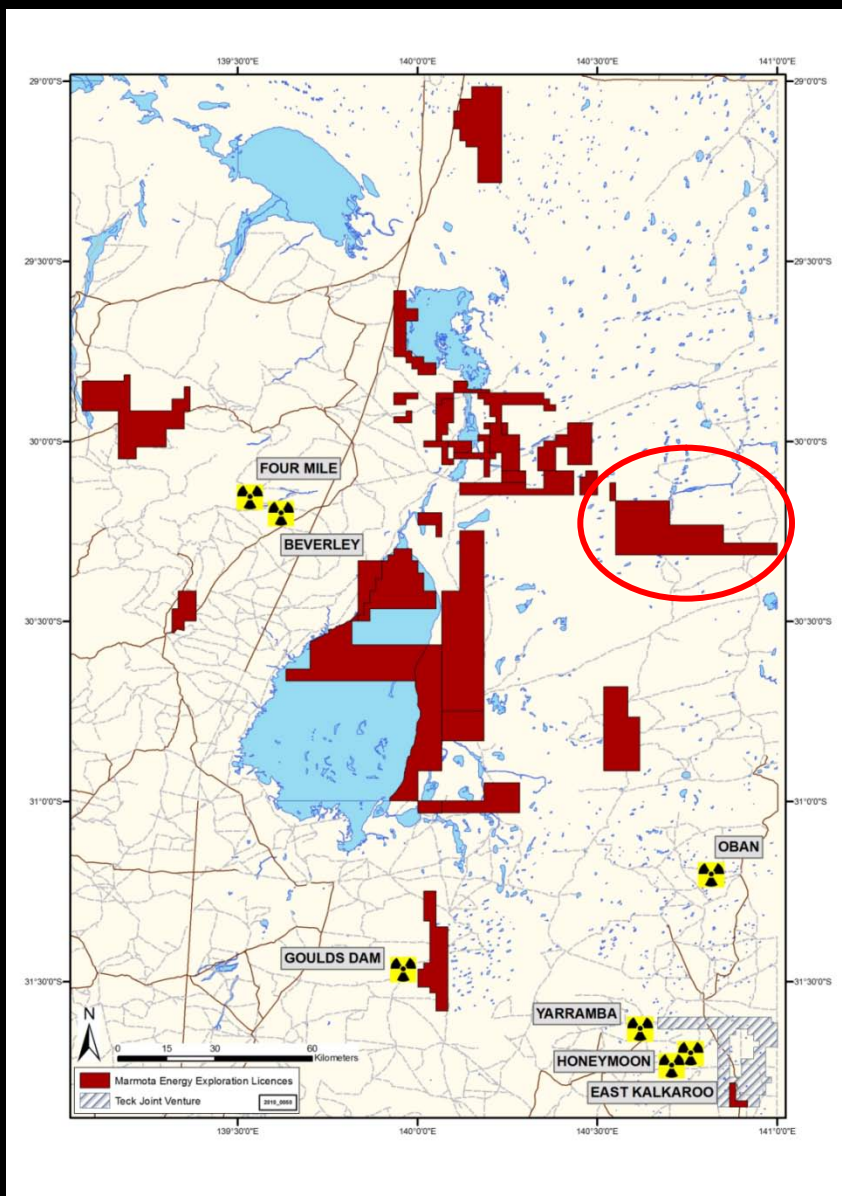 139°30'0"E 140°0'0"E 140°30'0"E 141°0'0"E
29°0'0"S 29°0'0"S
29°30'0"S 29°30'0"S
30°0'0"S 30°0'0"S
FOUR MILE
BEVERLEY
30°30'0"S 30°30'0"S
31°0'0"S 31°0'0"S
OBAN
GOULDS DAM
31°30'0"S 31°30'0"S
YARRAMBA
HONEYMOON
EAST KALKAROO
N
0 15 30 60
Kilometers
Marmota Energy Exploration Licences
Teck Joint Venture
139°30'0"E 140°0'0"E 140°30'0"E 141°0'0"E